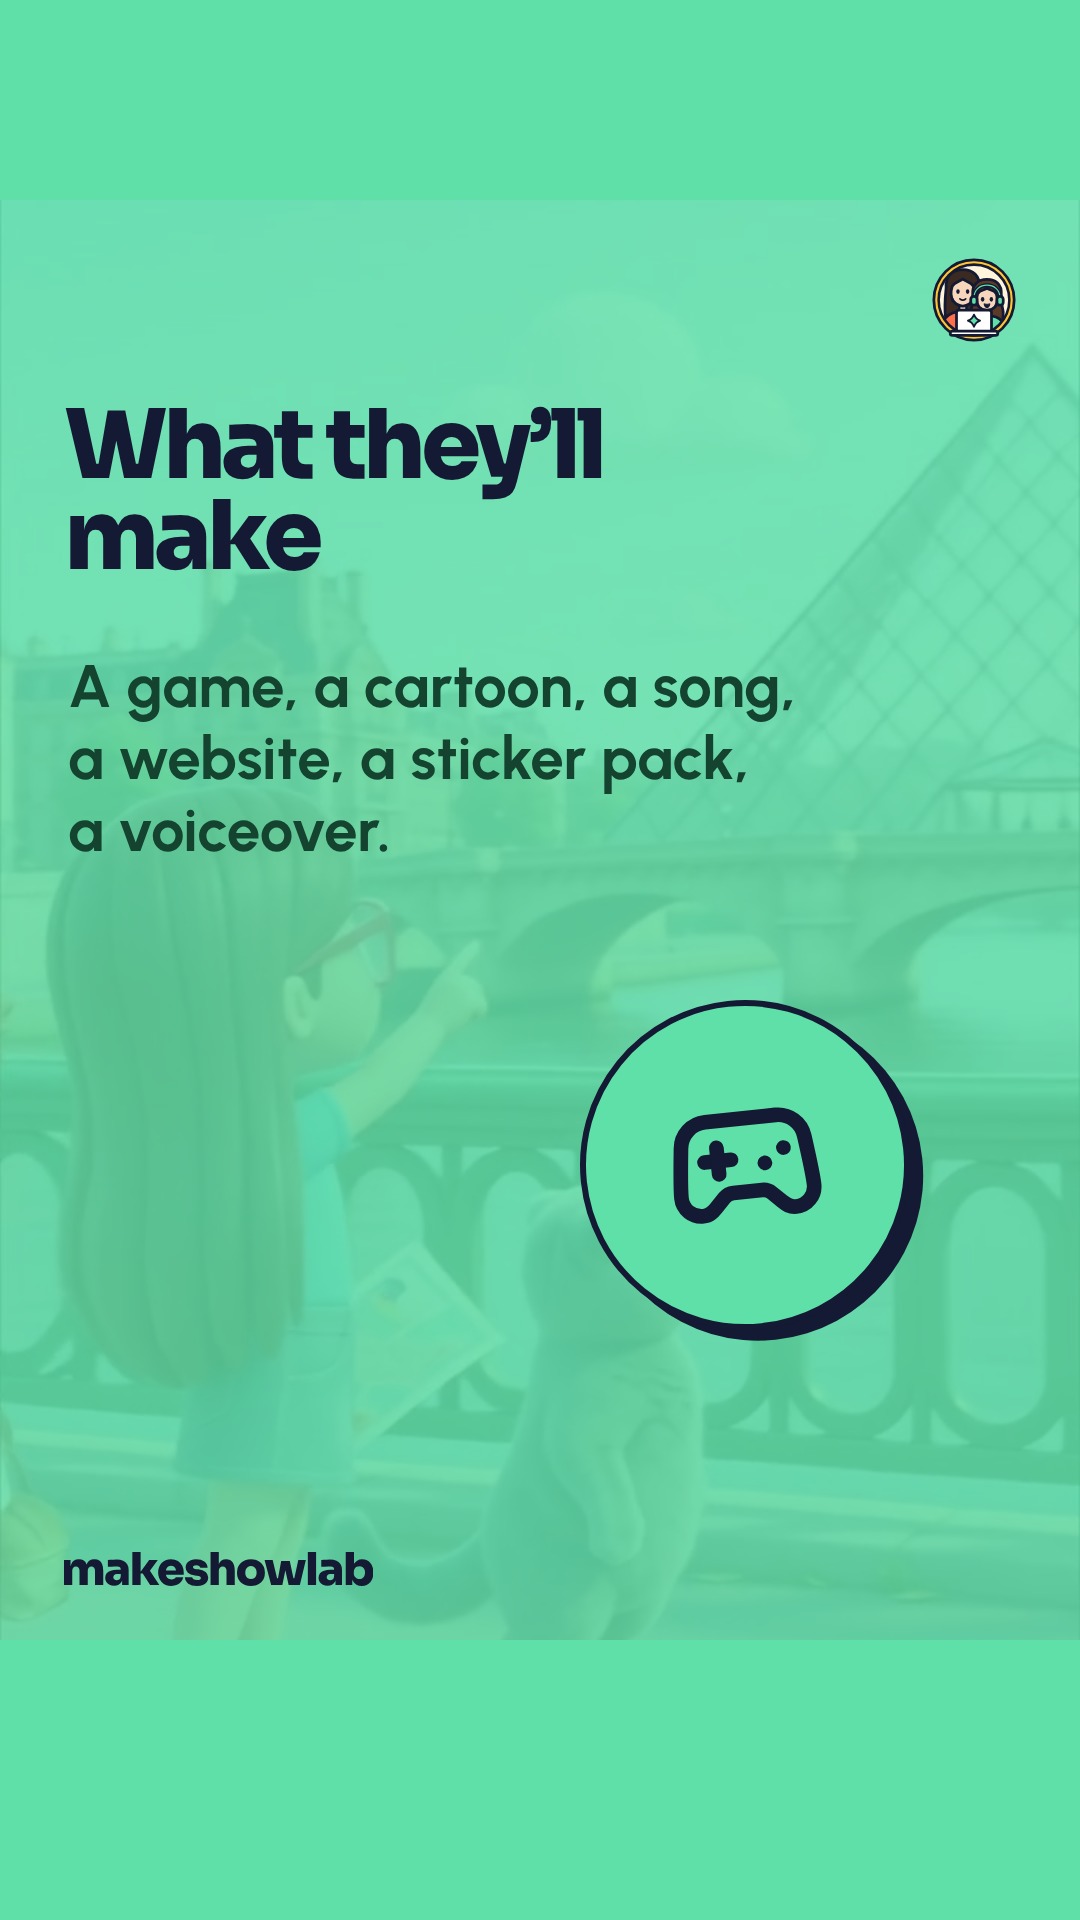 What they’ll
make
A game, a cartoon, a song,
a website, a sticker pack,
a voiceover.
makeshowlab